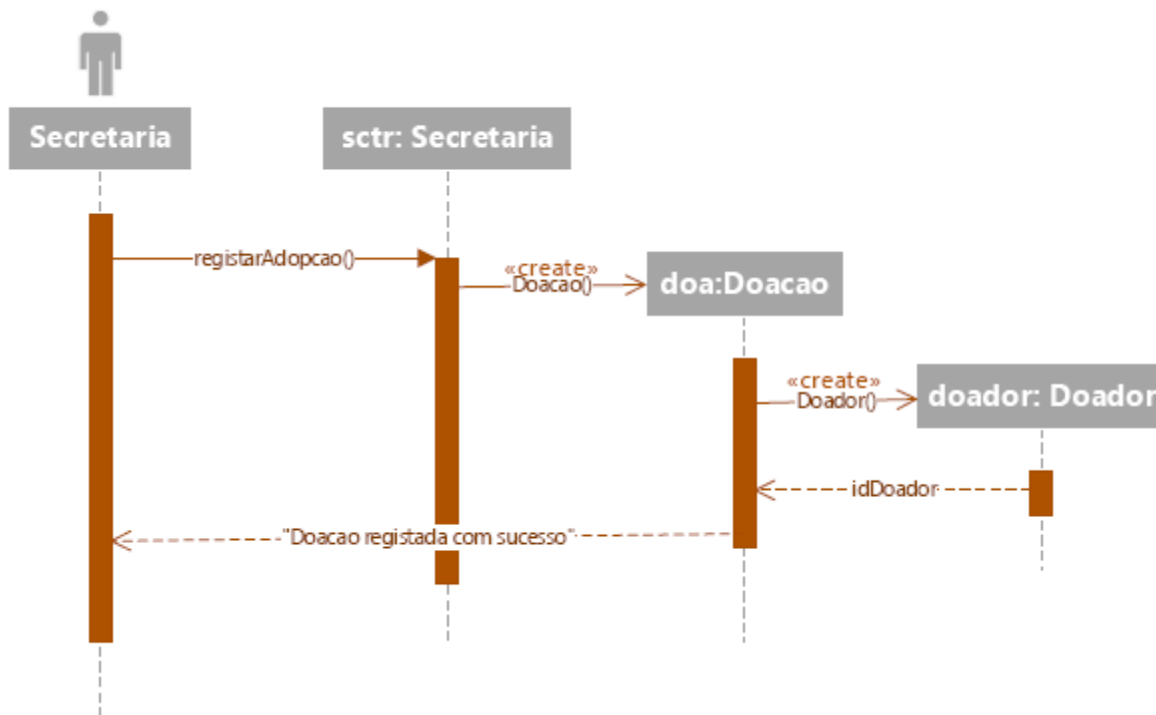 Secretaria
sctr: Secretaria
registarAdopcao()
«create»
Doacao()
doa:Doacao
«create»
Doador()
doador: Doador
idDoador
"Doacao registada com sucesso"